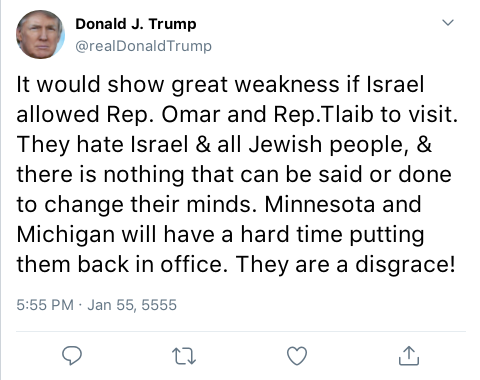 Donald J. Trump
@realDonaldTrump
It would show great weakness if Israel
allowed Rep. Omar and Rep.Tlaib to visit.
They hate Israel & all Jewish people, &
there is nothing that can be said or done
to change their minds. Minnesota and
Michigan will have a hard time putting
them back in office. They are a disgrace!
5:55 PM · Jan 55, 5555